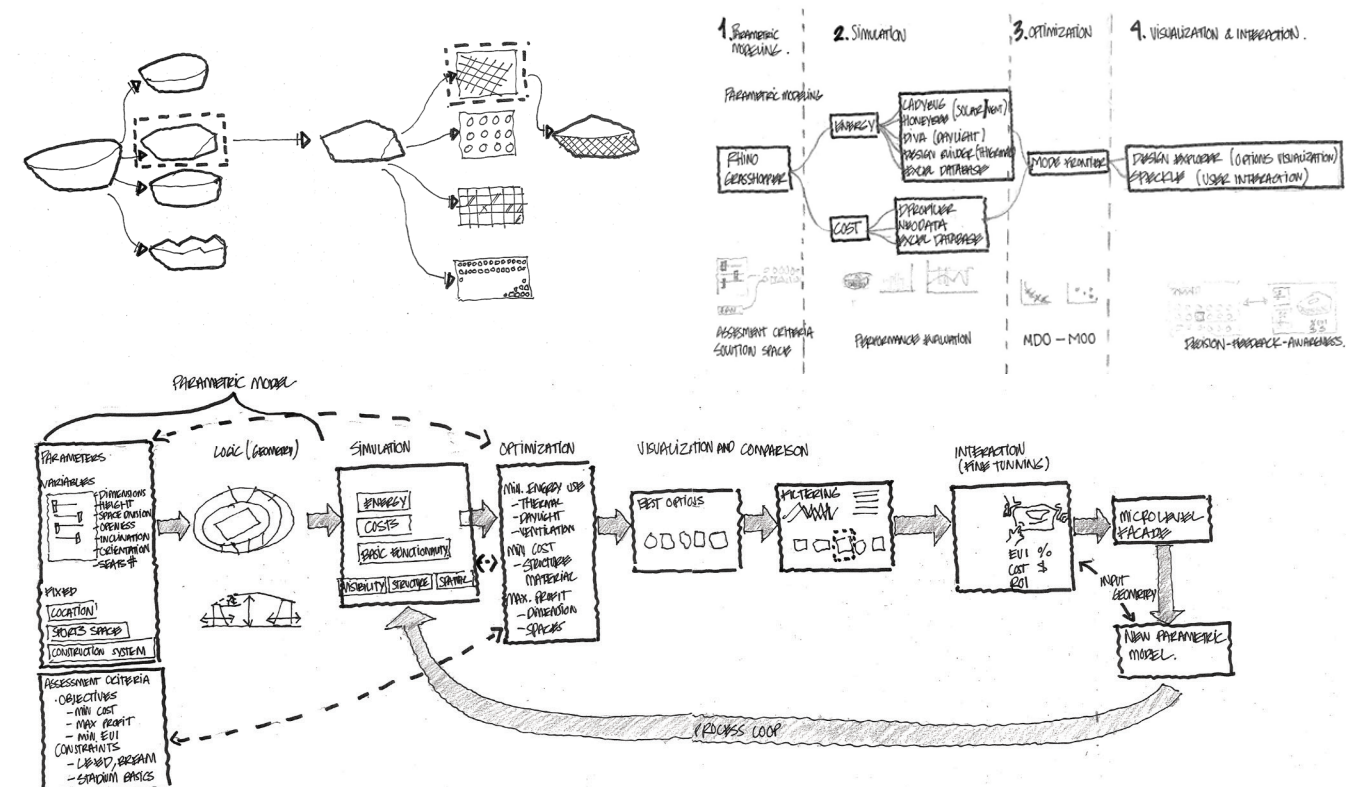 1. PARAMETRIC MODELING.
2. SIMULATION
3. OPTIMIZATION
4. VISUALIZATION & INTERACTION.
PARAMETRIC MODELING
RHINO
GRASSHOPPER
ENERGY
LADYBUG (SOLAR/VENT)
HONEYBEE
DIVA (DAYLIGHT)
DESIGN BUILDER (THERMAL)
EXCEL DATABASE
COST
DPROFILER
NEODATA
EXCEL DATABASE
MODE FRONTIER
DESIGN EXPLORER (OPTIONS VISUALIZATION)
SPECKLE (USER INTERACTION)
ASSESMENT CRITERIA
SOLUTION SPACE
PERFORMANCE EVALUATION
MDO - MOO
DECISION-FEEDBACK-AWARENESS.
PARAMETRIC MODEL
PARAMETERS
VARIABLES
-DIMENSIONS
-HEIGHT
-SPACE DIVISION
-OPENESS
-INCLINATION
-ORIENTATION
-SEATS #
FIXED
LOCATION
SPORTS SPACE
CONSTRUCTION SYSTEM
ASSESSMENT CRITERIA
·OBJECTIVES
-MIN COST
-MAX PROFIT
-MIN. EUI
CONSTRAINTS
-LEED, BREAM
-STADIUM BASICS
LOGIC (GEOMETRY)
SIMULATION
ENERGY
COSTS
BASIC FUNCTIONALITY
VISIBILITY
STRUCTURE
SPATIAL
OPTIMIZATION
MIN. ENERGY USE
-THERMAL
-DAYLIGHT
-VENTILATION
MIN COST
-STRUCTURE
MATERIAL
MAX. PROFIT
-DIMENSION
-SPACES
VISUALIZTION AND COMPARISON
BEST OPTIONS
FILTERING
INTERACTION
(FINE TUNNING)
EUI %
COST $
ROI
MICRO LEVEL
FACADE
INPUT
GEOMETRY
NEW PARAMETRIC
MODEL.
PROCESS LOOP